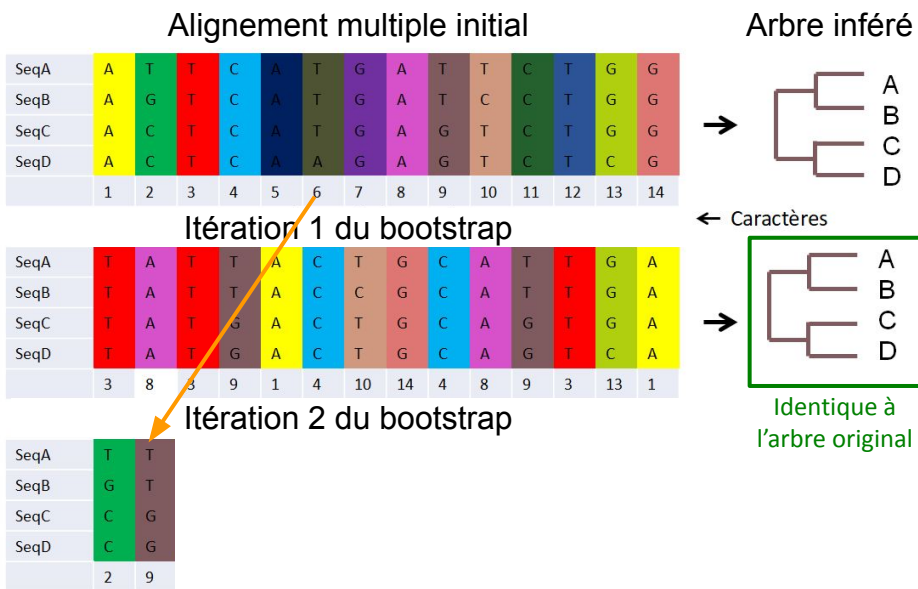 Alignement multiple initial
Arbre inféré
SeqA A T T C A T G A T T C T G G
SeqB A G T C A T G A T C C T G G
SeqC A C T C A T G A G T C T G G
SeqD A C T C A A G A G T C T C G
1 2 3 4 5 6 7 8 9 10 11 12 13 14
A
B
C
D
← Caractères
Itération 1 du bootstrap
SeqA T A T T A C T G C A T T G A
SeqB T A T T A C C G C A T T G A
SeqC T A T G A C T G C A G T G A
SeqD T A T G A C T G C A G T C A
3 8 3 9 1 4 10 14 4 8 9 3 13 1
A
B
C
D
Identique à
l'arbre original
Itération 2 du bootstrap
SeqA T T
SeqB G T
SeqC C G
SeqD C G
2 9